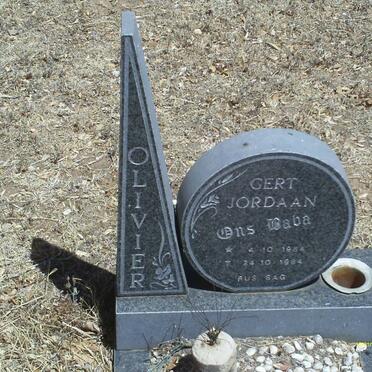 OLIVIER
GERT
JORDAAN
Ons Baba
* 4·10·1984
† 24·10·1984
RUS SAG